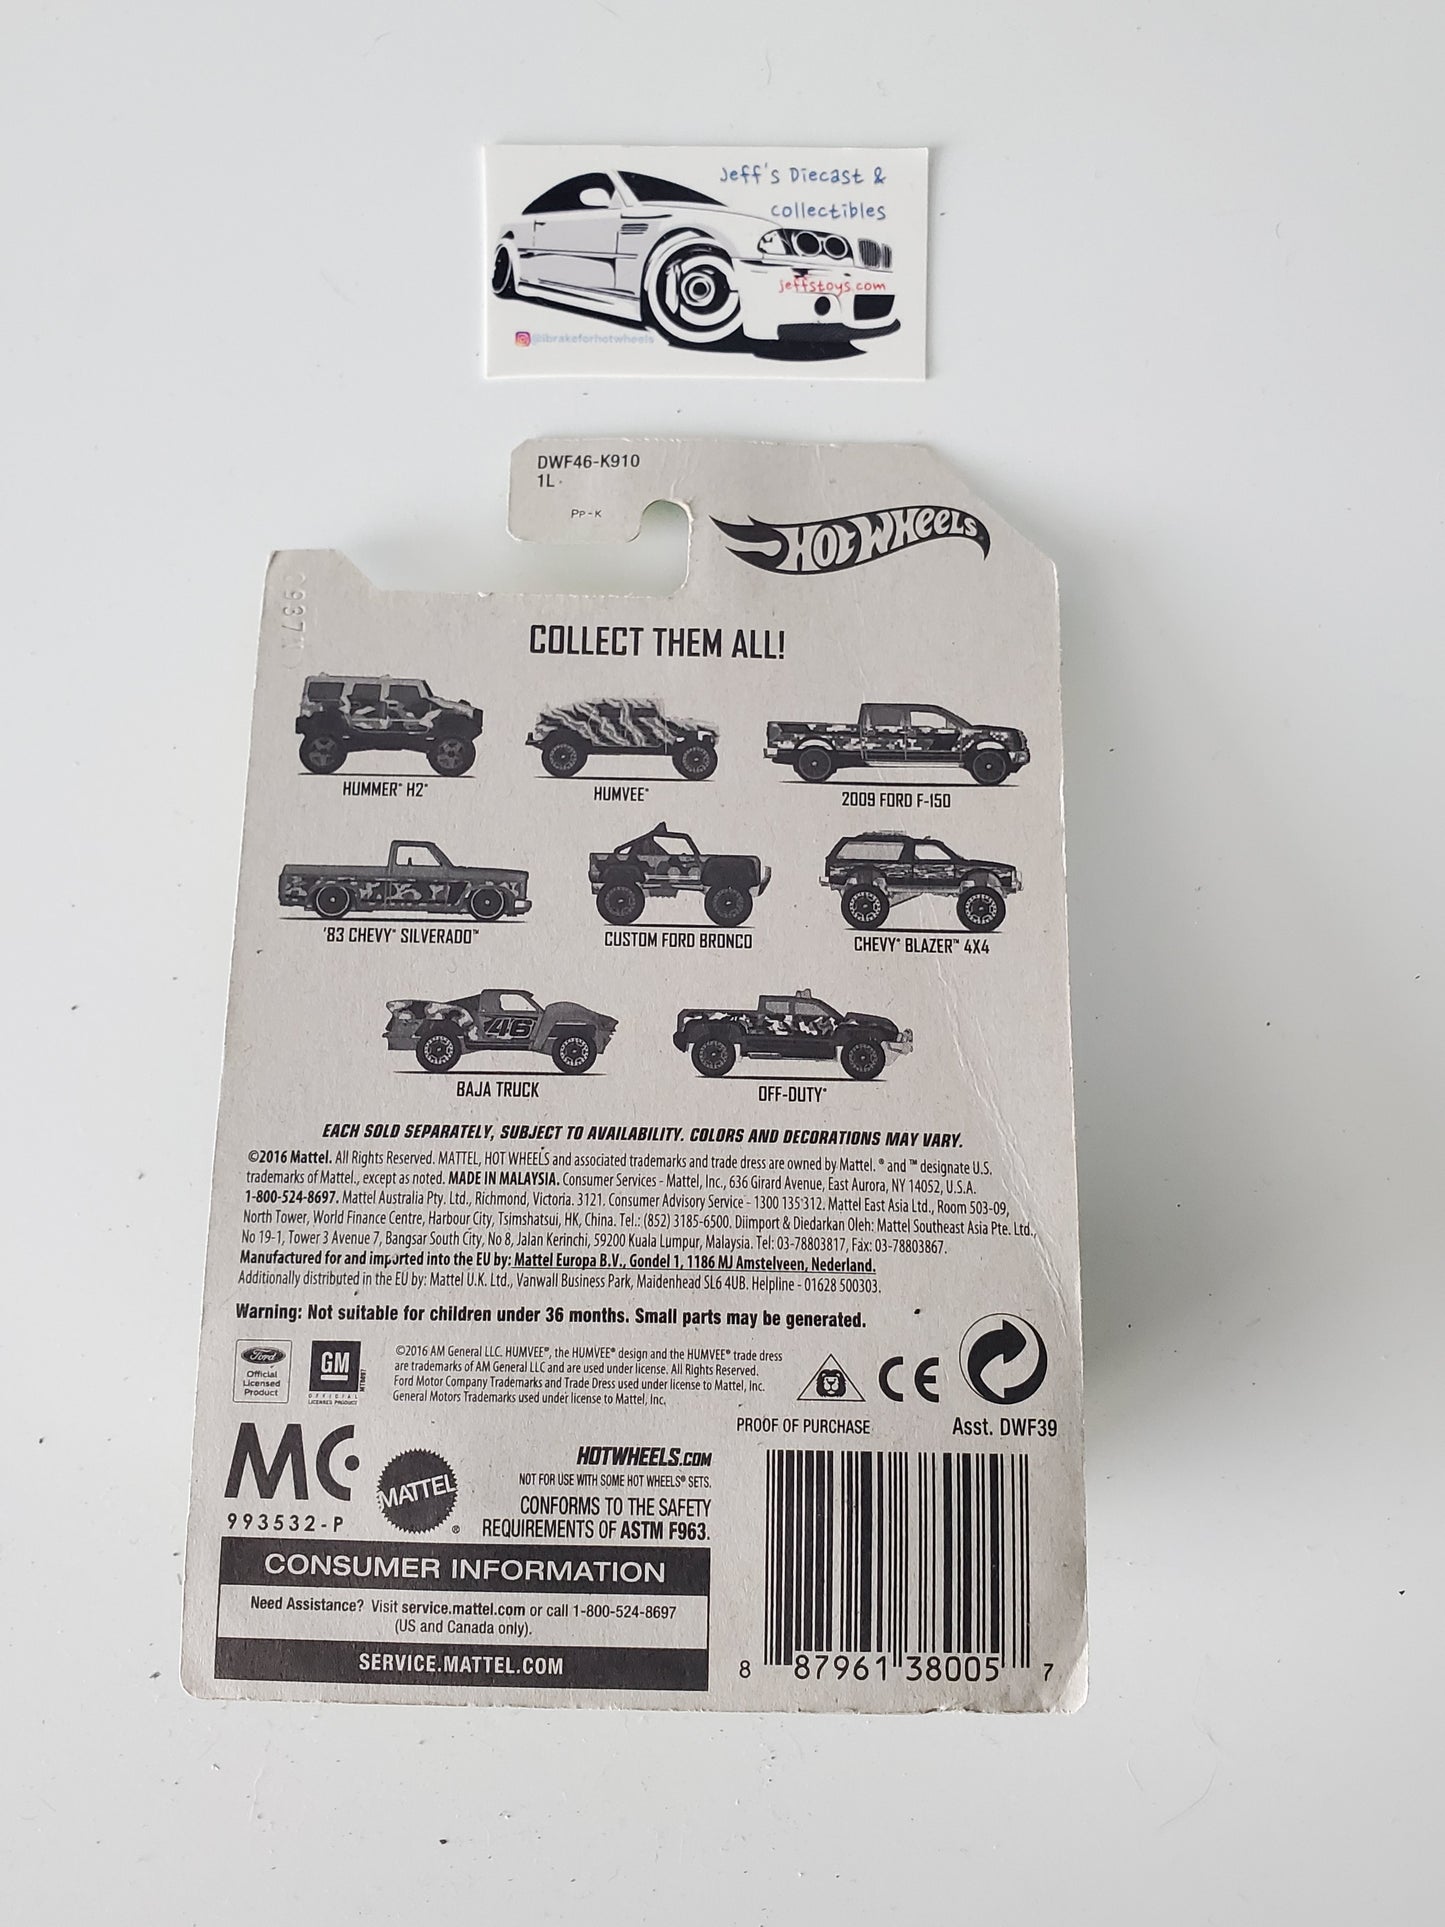 Jeff's Diecast &
collectibles
jeffstoys.com
@ibrakeforhotwheels
DWF46-K910
1L
PP-K
HOT WHEELS
COLLECT THEM ALL!
HUMMER® H2®
HUMVEE®
2009 FORD F-150
'83 CHEVY® SILVERADO™
CUSTOM FORD BRONCO
CHEVY® BLAZER™ 4X4
46
BAJA TRUCK
OFF-DUTY®
EACH SOLD SEPARATELY, SUBJECT TO AVAILABILITY. COLORS AND DECORATIONS MAY VARY.
©2016 Mattel. All Rights Reserved. MATTEL, HOT WHEELS and associated trademarks and trade dress are owned by Mattel. ® and ™ designate U.S.
trademarks of Mattel., except as noted. MADE IN MALAYSIA. Consumer Services - Mattel, Inc., 636 Girard Avenue, East Aurora, NY 14052, U.S.A.
1-800-524-8697. Mattel Australia Pty. Ltd., Richmond, Victoria. 3121. Consumer Advisory Service - 1300 135 312. Mattel East Asia Ltd., Room 503-09,
North Tower, World Finance Centre, Harbour City, Tsimshatsui, HK, China. Tel.: (852) 3185-6500. Diimport & Diedarkan Oleh: Mattel Southeast Asia Pte. Ltd.,
No 19-1, Tower 3 Avenue 7, Bangsar South City, No 8, Jalan Kerinchi, 59200 Kuala Lumpur, Malaysia. Tel: 03-78803817, Fax: 03-78803867.
Manufactured for and imported into the EU by: Mattel Europa B.V., Gondel 1, 1186 MJ Amstelveen, Nederland.
Additionally distributed in the EU by: Mattel U.K. Ltd., Vanwall Business Park, Maidenhead SL6 4UB. Helpline - 01628 500303.
Warning: Not suitable for children under 36 months. Small parts may be generated.
Ford
Official
Licensed
Product
GM
OFFICIAL
LICENSED PRODUCT
©2016 AM General LLC. HUMVEE®, the HUMVEE® design and the HUMVEE® trade dress
are trademarks of AM General LLC and are used under license. All Rights Reserved.
Ford Motor Company Trademarks and Trade Dress used under license to Mattel, Inc.
General Motors Trademarks used under license to Mattel, Inc.
CE
PROOF OF PURCHASE
Asst. DWF39
MC
993532-P
MATTEL
®
HOTWHEELS.COM
NOT FOR USE WITH SOME HOT WHEELS® SETS.
CONFORMS TO THE SAFETY
REQUIREMENTS OF ASTM F963.
CONSUMER INFORMATION
Need Assistance? Visit service.mattel.com or call 1-800-524-8697
(US and Canada only).
SERVICE.MATTEL.COM
8 87961 38005 7